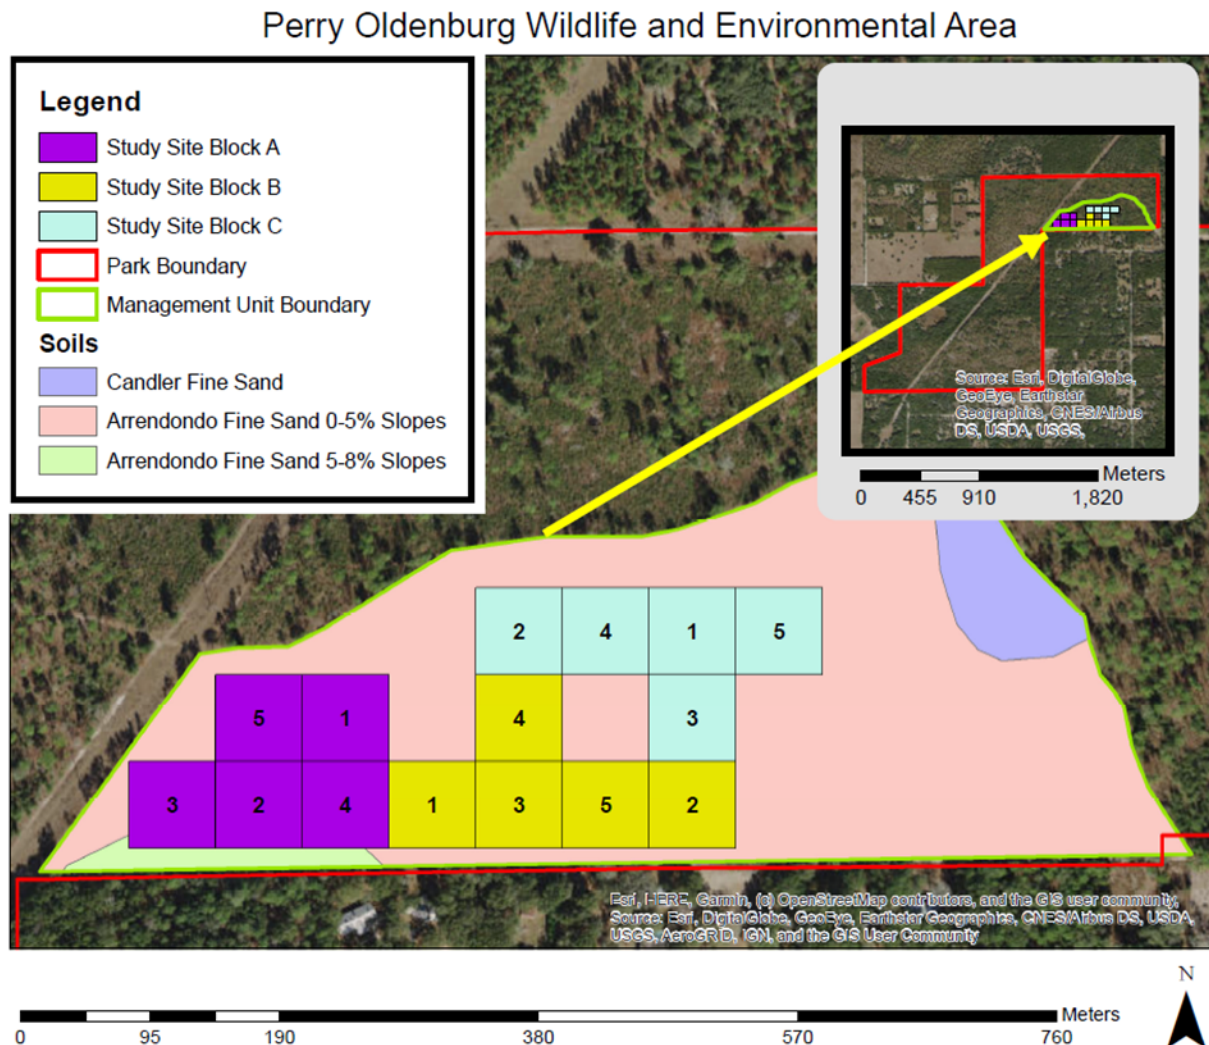 Perry Oldenburg Wildlife and Environmental Area
Legend
Study Site Block A
Study Site Block B
Study Site Block C
Park Boundary
Management Unit Boundary
Soils
Candler Fine Sand
Arrendondo Fine Sand 0-5% Slopes
Arrendondo Fine Sand 5-8% Slopes
Source: Esri, DigitalGlobe,
GeoEye, Earthstar
Geographics, CNES/Airbus
DS, USDA, USGS,
Meters
0 455 910 1,820
2 4 1 5
5 1 4 3
3 2 4 1 3 5 2
Esri, HERE, Garmin, (c) OpenStreetMap contributors, and the GIS user community,
Source: Esri, DigitalGlobe, GeoEye, Earthstar Geographics, CNES/Airbus DS, USDA,
USGS, AeroGRID, IGN, and the GIS User Community
N
Meters
0 95 190 380 570 760